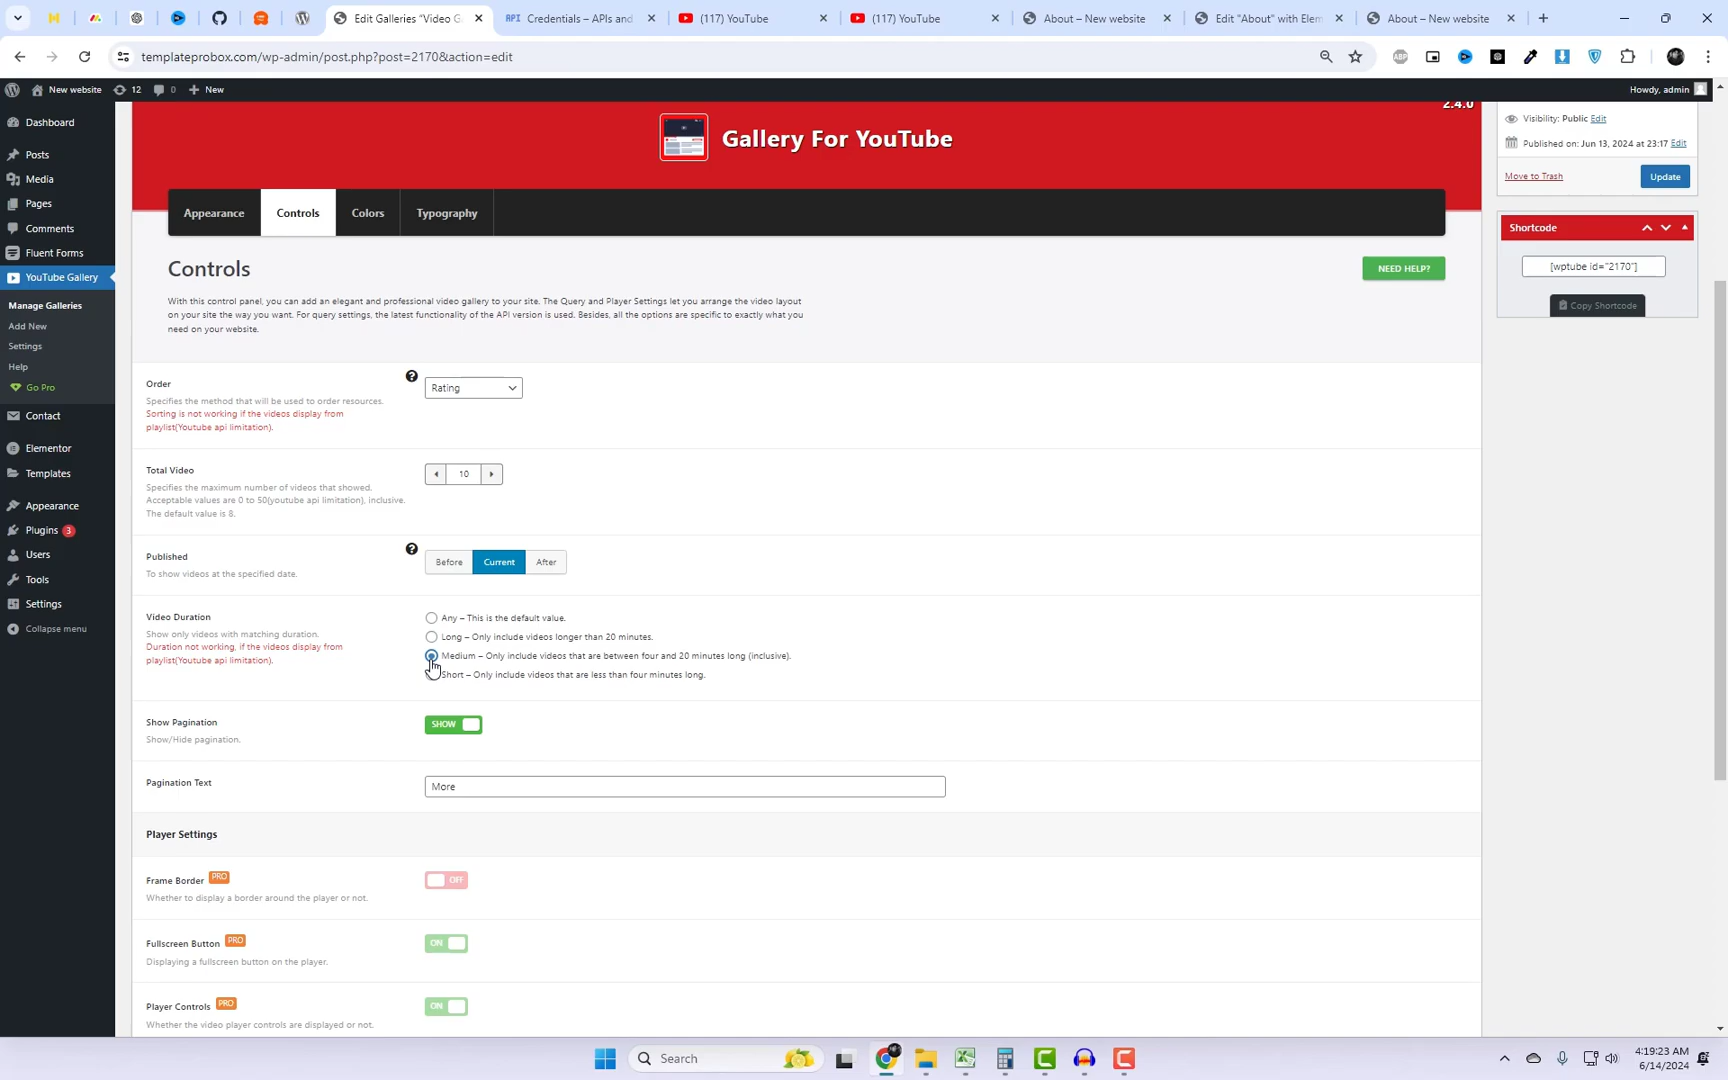 Edit Galleries "Video G
Credentials – APIs and
(117) YouTube
(117) YouTube
About – New website
Edit "About" with Elem
About – New website
templateprobox.com/wp-admin/post.php?post=2170&action=edit
New website
12
0
New
Howdy, admin
Dashboard
Posts
Media
Pages
Comments
Fluent Forms
YouTube Gallery
Manage Galleries
Add New
Settings
Help
Go Pro
Contact
Elementor
Templates
Appearance
Plugins 3
Users
Tools
Settings
Collapse menu
2.4.0
Gallery For YouTube
Appearance
Controls
Colors
Typography
Controls
NEED HELP?
With this control panel, you can add an elegant and professional video gallery to your site. The Query and Player Settings let you arrange the video layout
on your site the way you want. For query settings, the latest functionality of the API version is used. Besides, all the options are specific to exactly what you
need on your website.
Order
Specifies the method that will be used to order resources.
Sorting is not working if the videos display from
playlist(Youtube api limitation).
Rating
Total Video
Specifies the maximum number of videos that showed.
Acceptable values are 0 to 50(youtube api limitation), inclusive.
The default value is 8.
10
Published
To show videos at the specified date.
Before
Current
After
Video Duration
Show only videos with matching duration.
Duration not working, if the videos display from
playlist(Youtube api limitation).
Any – This is the default value.
Long – Only include videos longer than 20 minutes.
Medium – Only include videos that are between four and 20 minutes long (inclusive).
Short – Only include videos that are less than four minutes long.
Show Pagination
Show/Hide pagination.
SHOW
Pagination Text
More
Player Settings
Frame Border PRO
Whether to display a border around the player or not.
OFF
Fullscreen Button PRO
Displaying a fullscreen button on the player.
ON
Player Controls PRO
Whether the video player controls are displayed or not.
ON
Visibility: Public Edit
Published on: Jun 13, 2024 at 23:17 Edit
Move to Trash
Update
Shortcode
[wptube id="2170"]
Copy Shortcode
Search
4:19:23 AM
6/14/2024